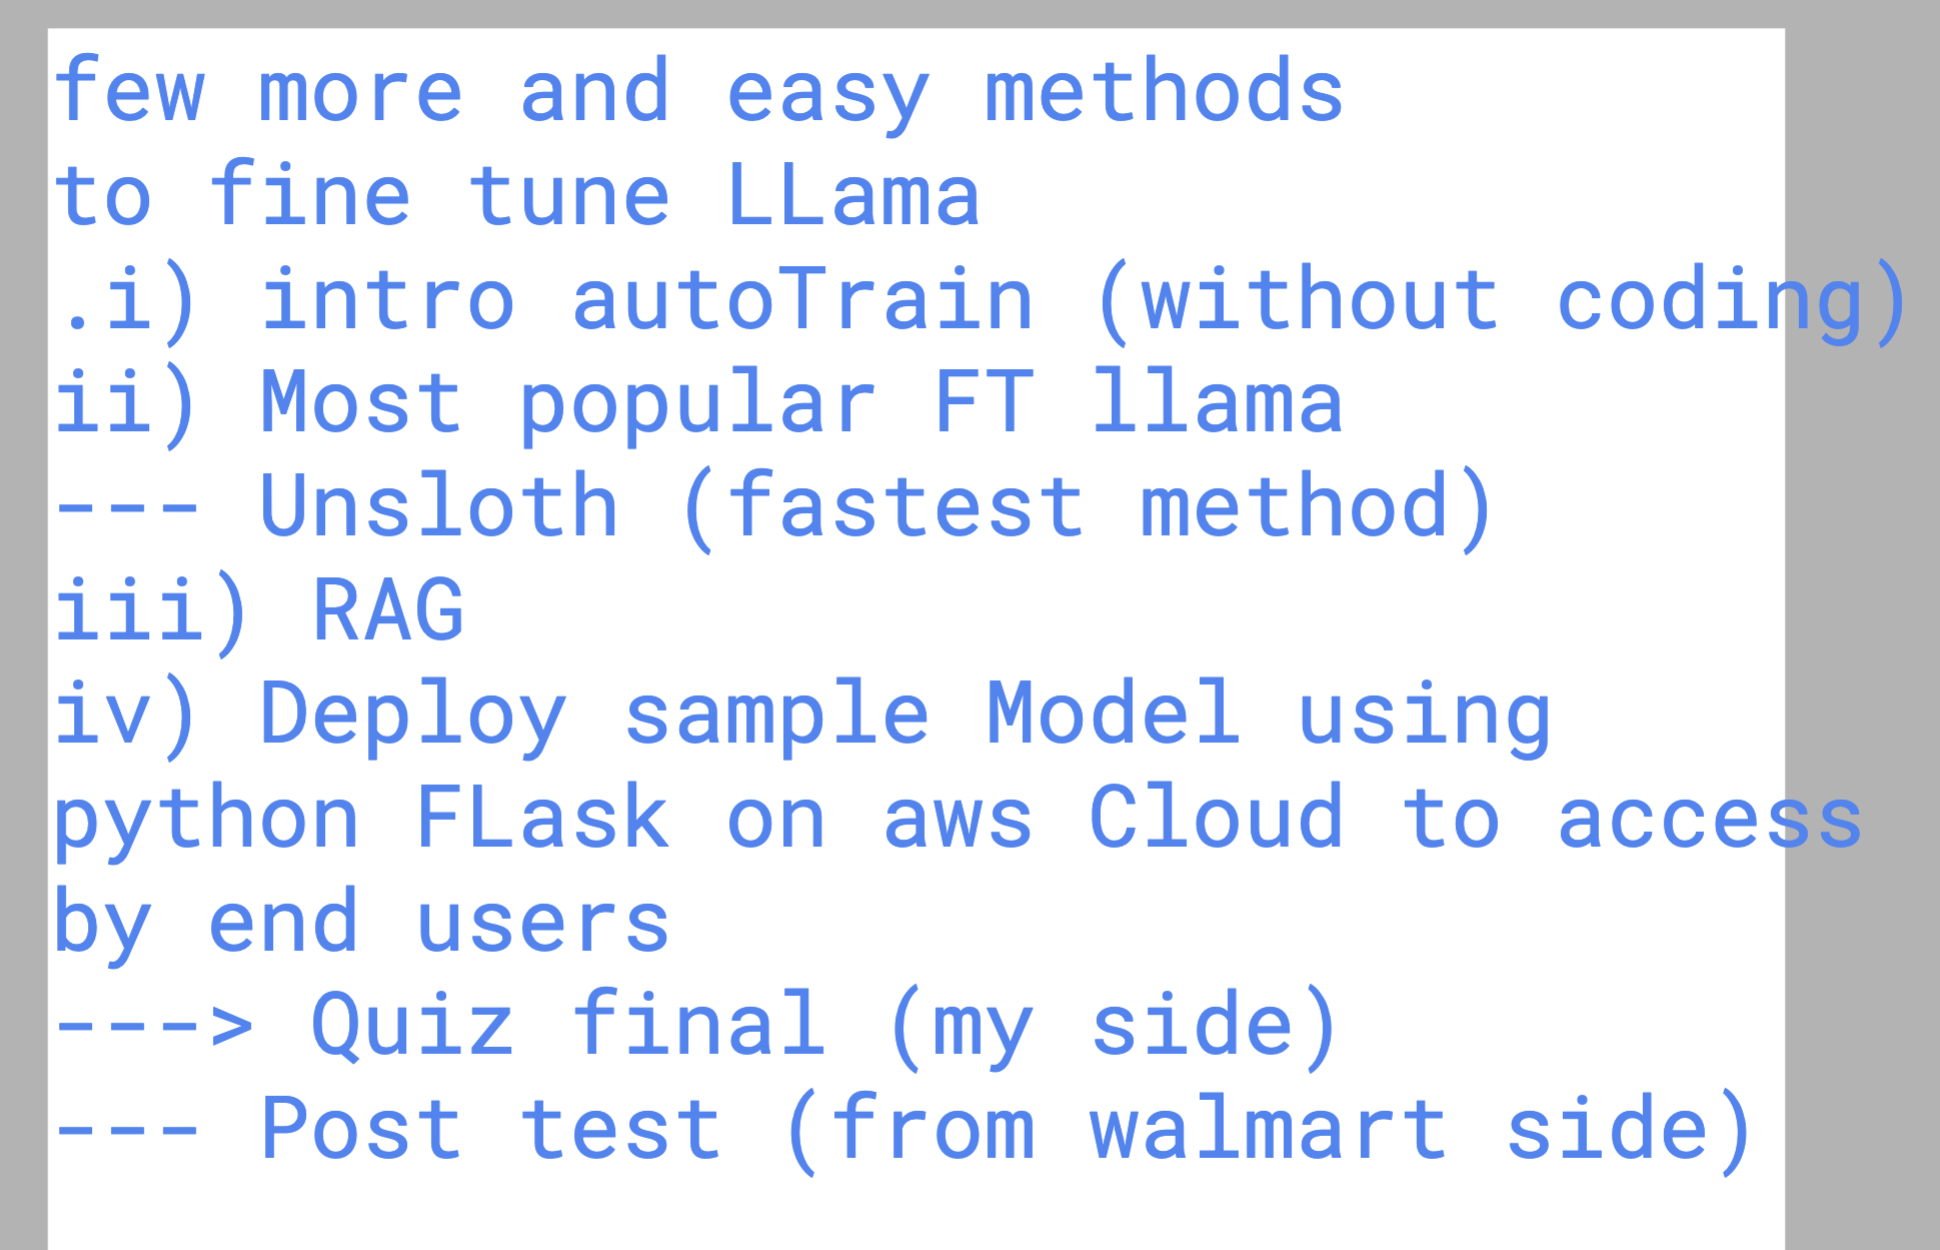 few more and easy methods
to fine tune LLama
.i) intro autoTrain (without coding)
ii) Most popular FT llama
--- Unsloth (fastest method)
iii) RAG
iv) Deploy sample Model using
python FLask on aws Cloud to access
by end users
---> Quiz final (my side)
--- Post test (from walmart side)